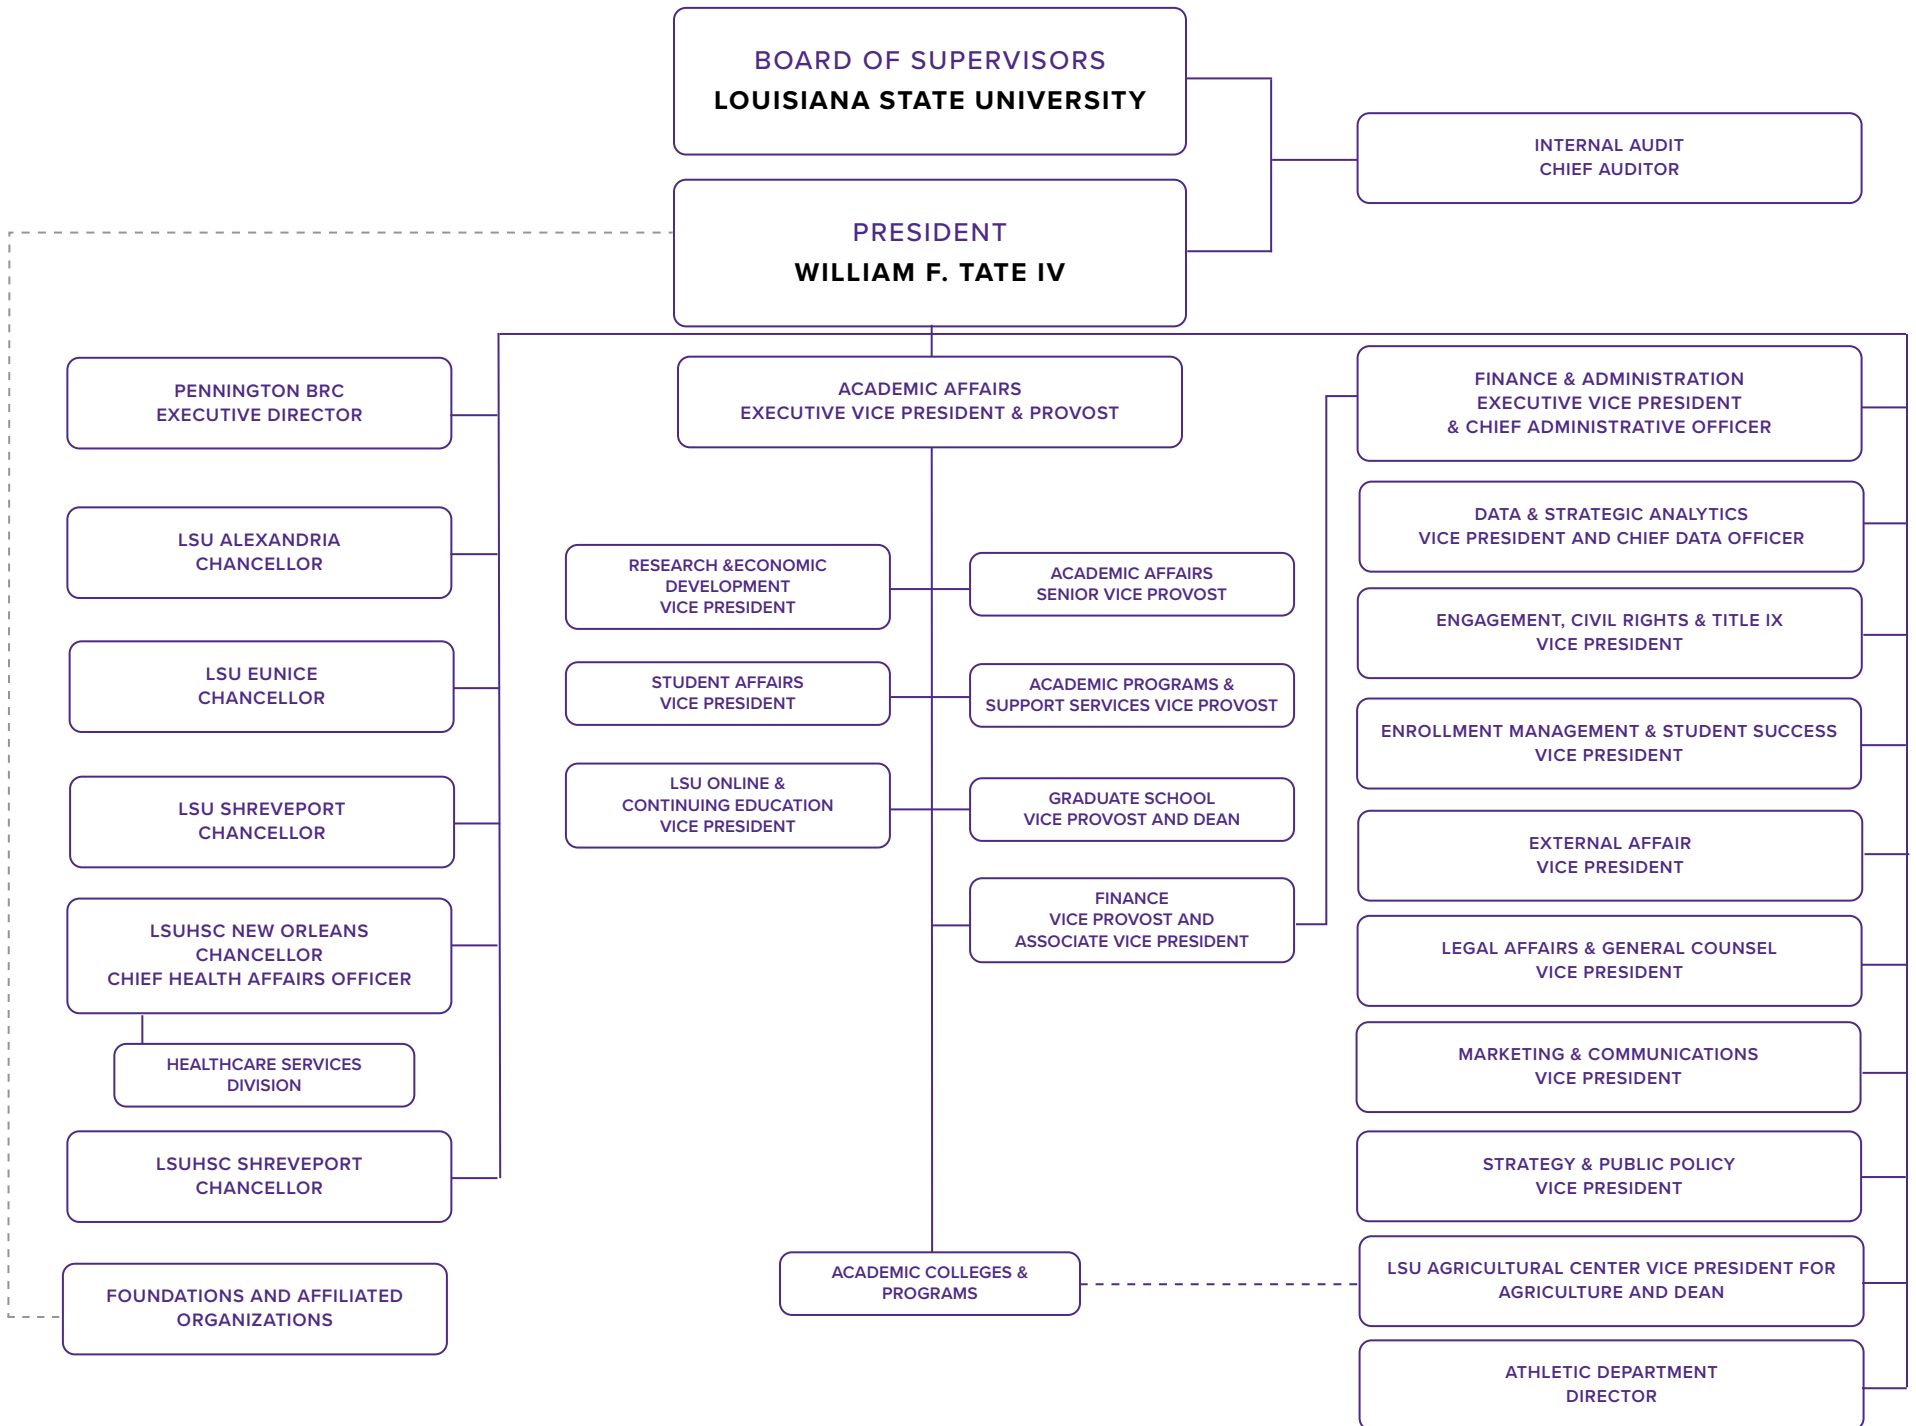 BOARD OF SUPERVISORS
LOUISIANA STATE UNIVERSITY
INTERNAL AUDIT
CHIEF AUDITOR
PRESIDENT
WILLIAM F. TATE IV
PENNINGTON BRC
EXECUTIVE DIRECTOR
LSU ALEXANDRIA
CHANCELLOR
LSU EUNICE
CHANCELLOR
LSU SHREVEPORT
CHANCELLOR
LSUHSC NEW ORLEANS
CHANCELLOR
CHIEF HEALTH AFFAIRS OFFICER
HEALTHCARE SERVICES
DIVISION
LSUHSC SHREVEPORT
CHANCELLOR
FOUNDATIONS AND AFFILIATED
ORGANIZATIONS
ACADEMIC AFFAIRS
EXECUTIVE VICE PRESIDENT & PROVOST
RESEARCH &ECONOMIC
DEVELOPMENT
VICE PRESIDENT
STUDENT AFFAIRS
VICE PRESIDENT
LSU ONLINE &
CONTINUING EDUCATION
VICE PRESIDENT
ACADEMIC AFFAIRS
SENIOR VICE PROVOST
ACADEMIC PROGRAMS &
SUPPORT SERVICES VICE PROVOST
GRADUATE SCHOOL
VICE PROVOST AND DEAN
FINANCE
VICE PROVOST AND
ASSOCIATE VICE PRESIDENT
ACADEMIC COLLEGES &
PROGRAMS
FINANCE & ADMINISTRATION
EXECUTIVE VICE PRESIDENT
& CHIEF ADMINISTRATIVE OFFICER
DATA & STRATEGIC ANALYTICS
VICE PRESIDENT AND CHIEF DATA OFFICER
ENGAGEMENT, CIVIL RIGHTS & TITLE IX
VICE PRESIDENT
ENROLLMENT MANAGEMENT & STUDENT SUCCESS
VICE PRESIDENT
EXTERNAL AFFAIR
VICE PRESIDENT
LEGAL AFFAIRS & GENERAL COUNSEL
VICE PRESIDENT
MARKETING & COMMUNICATIONS
VICE PRESIDENT
STRATEGY & PUBLIC POLICY
VICE PRESIDENT
LSU AGRICULTURAL CENTER VICE PRESIDENT FOR
AGRICULTURE AND DEAN
ATHLETIC DEPARTMENT
DIRECTOR